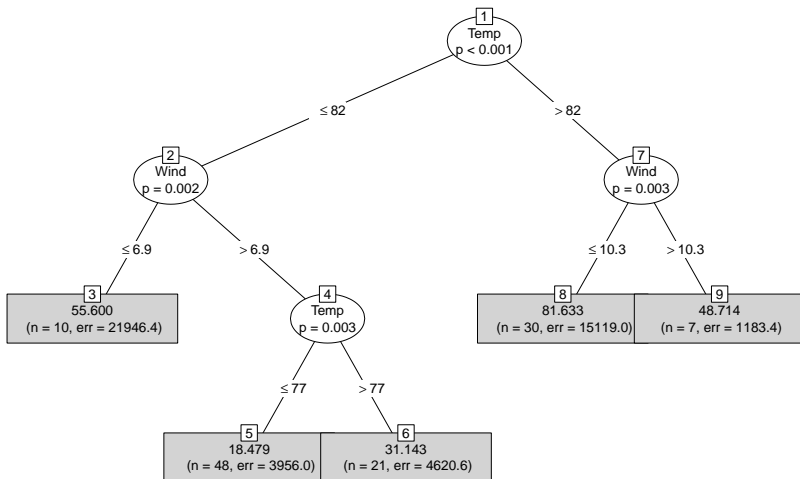 1
Temp
p < 0.001
≤ 82
> 82
2
Wind
p = 0.002
7
Wind
p = 0.003
≤ 6.9
> 6.9
≤ 10.3
> 10.3
3
55.600
(n = 10, err = 21946.4)
4
Temp
p = 0.003
8
81.633
(n = 30, err = 15119.0)
9
48.714
(n = 7, err = 1183.4)
≤ 77
> 77
5
18.479
(n = 48, err = 3956.0)
6
31.143
(n = 21, err = 4620.6)